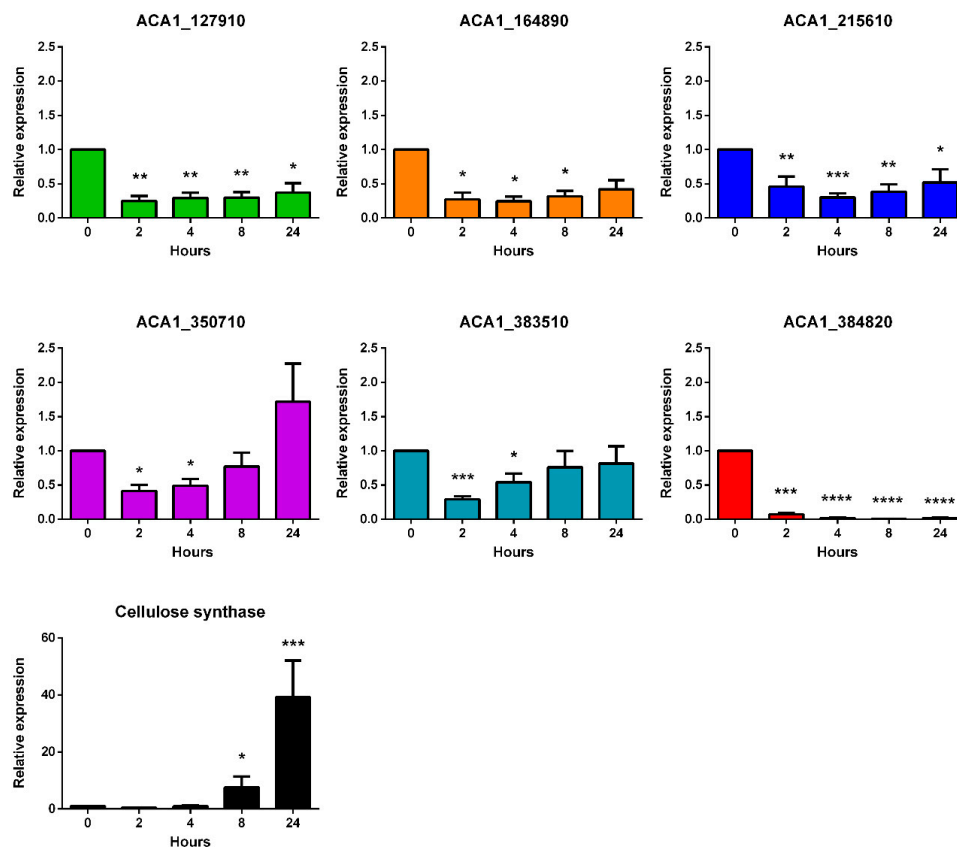 ACA1_127910
ACA1_164890
ACA1_215610
Relative expression
2.5
2.0
1.5
1.0
0.5
0.0
** ** ** *
0 2 4 8 24
Hours
Relative expression
2.5
2.0
1.5
1.0
0.5
0.0
* * *
0 2 4 8 24
Hours
Relative expression
2.5
2.0
1.5
1.0
0.5
0.0
** *** ** *
0 2 4 8 24
Hours
ACA1_350710
ACA1_383510
ACA1_384820
Relative expression
2.5
2.0
1.5
1.0
0.5
0.0
* *
0 2 4 8 24
Hours
Relative expression
2.5
2.0
1.5
1.0
0.5
0.0
*** *
0 2 4 8 24
Hours
Relative expression
2.5
2.0
1.5
1.0
0.5
0.0
*** **** **** ****
0 2 4 8 24
Hours
Cellulose synthase
Relative expression
60
40
20
0
* ***
0 2 4 8 24
Hours